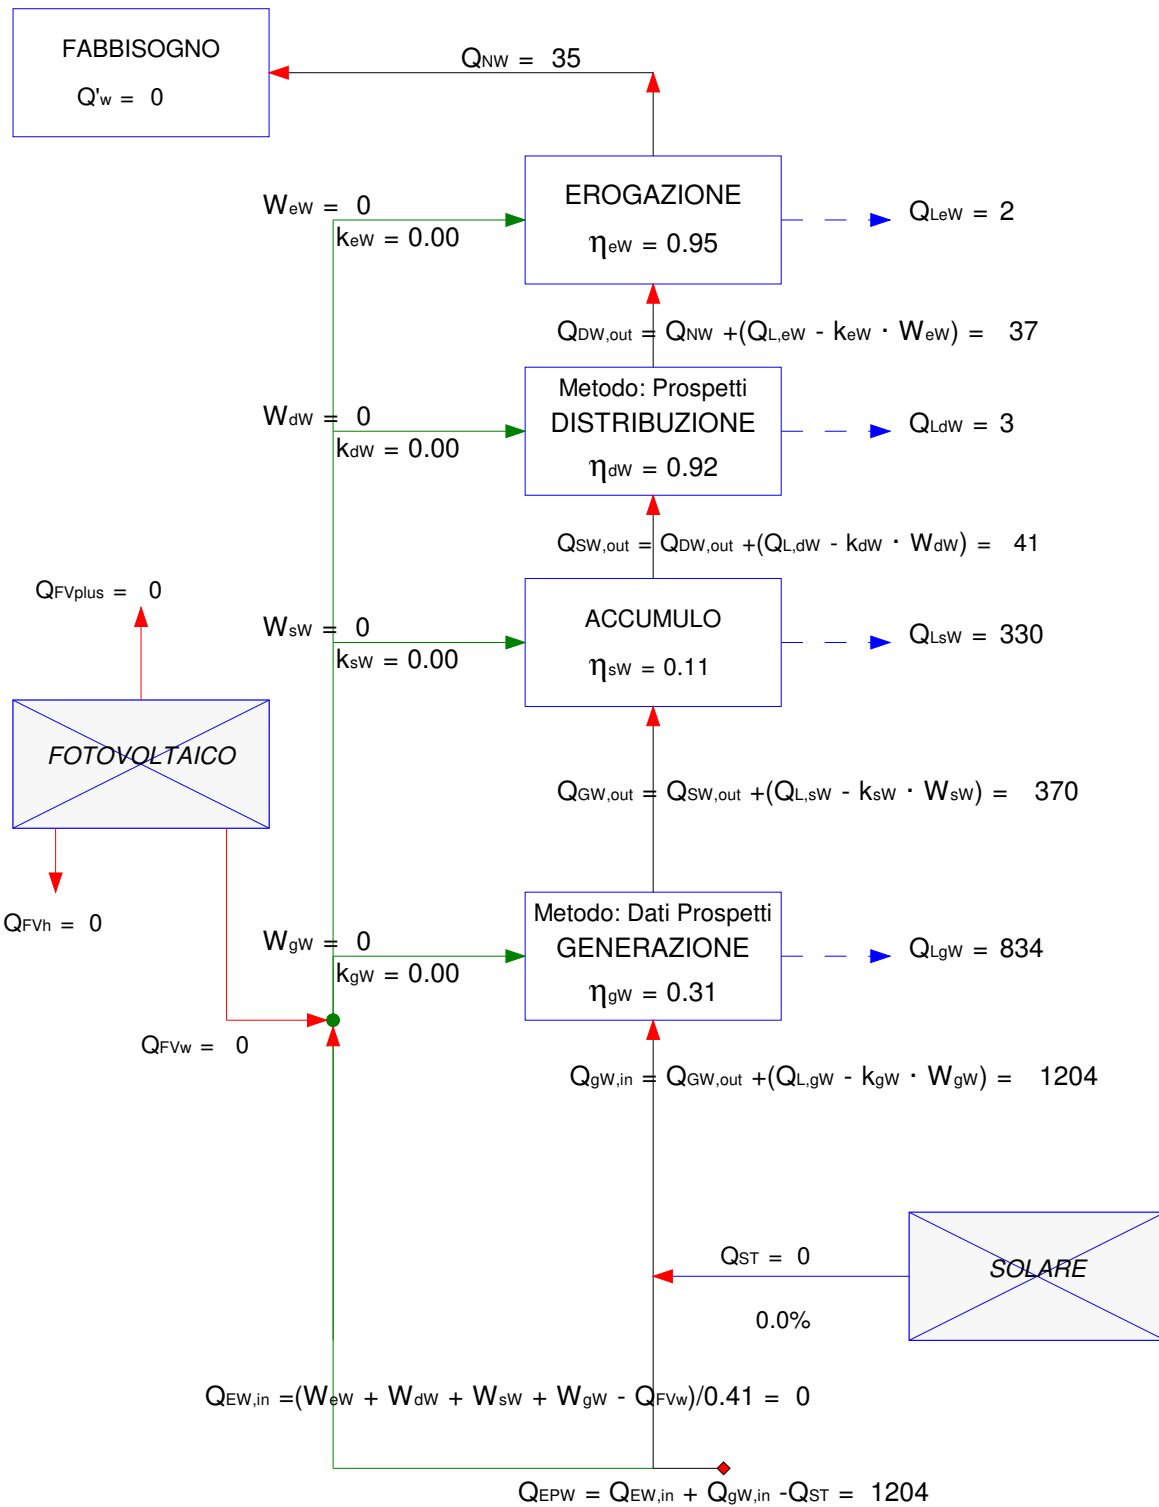 FABBISOGNO
Q'w = 0
QNW = 35
EROGAZIONE
ηeW = 0.95
WeW = 0
keW = 0.00
QLeW = 2
QDW,out = QNW +(QL,eW - keW · WeW) = 37
Metodo: Prospetti
DISTRIBUZIONE
ηdW = 0.92
WdW = 0
kdW = 0.00
QLdW = 3
QSW,out = QDW,out +(QL,dW - kdW · WdW) = 41
QFVplus = 0
ACCUMULO
ηsW = 0.11
WsW = 0
ksW = 0.00
QLsW = 330
FOTOVOLTAICO
QGW,out = QSW,out +(QL,sW - ksW · WsW) = 370
QFVh = 0
Metodo: Dati Prospetti
GENERAZIONE
ηgW = 0.31
WgW = 0
kgW = 0.00
QLgW = 834
QFVw = 0
QgW,in = QGW,out +(QL,gW - kgW · WgW) = 1204
QST = 0
SOLARE
0.0%
QEW,in =(WeW + WdW + WsW + WgW - QFVw)/0.41 = 0
QEPW = QEW,in + QgW,in -QST = 1204